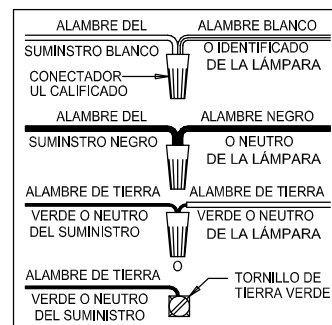 ALAMBRE DEL ALAMBRE BLANCO
SUMINSTRO BLANCO O IDENTIFICADO
DE LA LÁMPARA
CONECTADOR
UL CALIFICADO
ALAMBRE DEL ALAMBRE NEGRO
SUMINSTRO NEGRO O NEUTRO
DE LA LÁMPARA
ALAMBRE DE TIERRA ALAMBRE DE TIERRA
VERDE O NEUTRO VERDE O NEUTRO
DEL SUMINISTRO DE LA LÁMPARA
O
ALAMBRE DE TIERRA TORNILLO DE
TIERRA VERDE
VERDE O NEUTRO
DEL SUMINISTRO